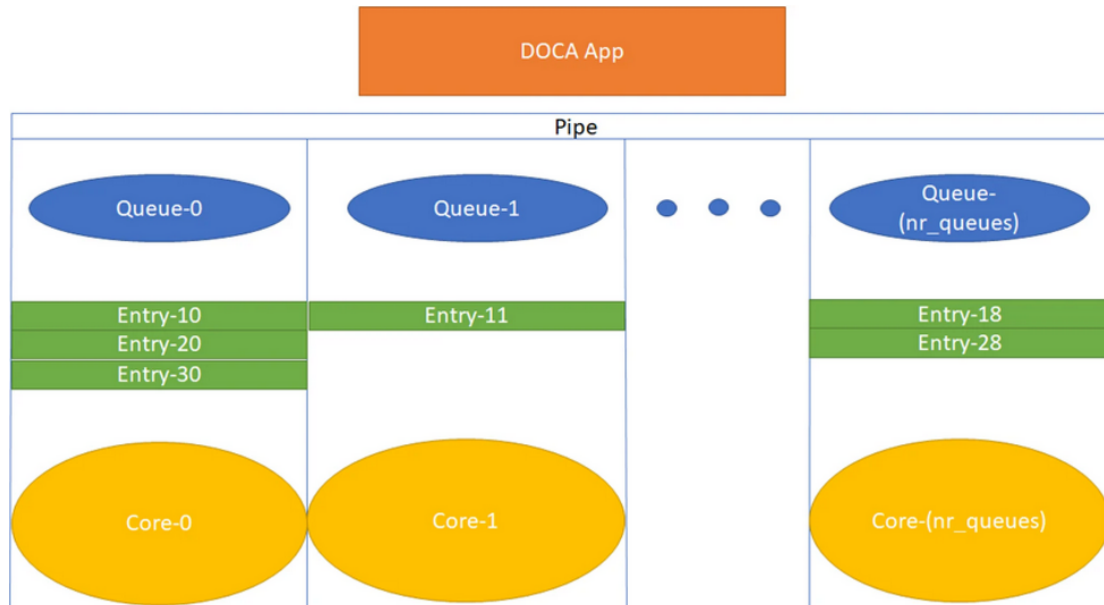 DOCA App
Pipe
Queue-0
Queue-1
Queue-
(nr_queues)
Entry-10
Entry-11
Entry-18
Entry-20
Entry-28
Entry-30
Core-0
Core-1
Core-(nr_queues)